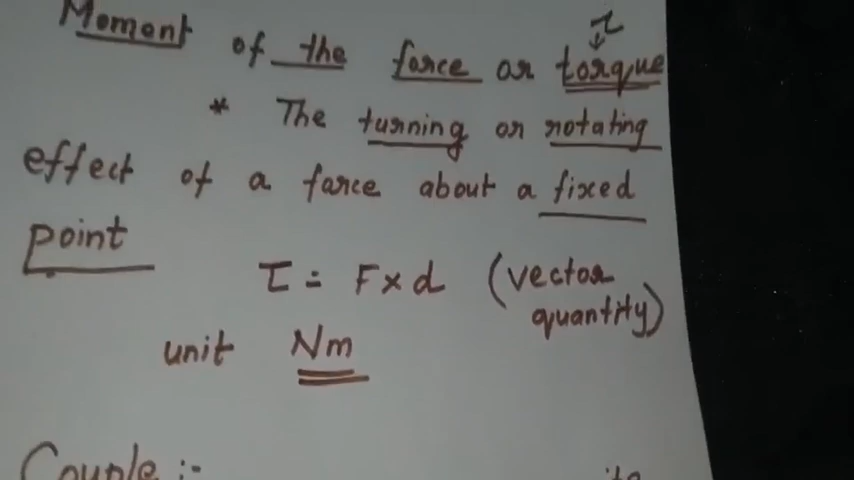 τ
Moment of the force or torque
* The turning or rotating
effect of a force about a fixed
point
τ = F x d (vector
quantity)
unit Nm
Couple :-